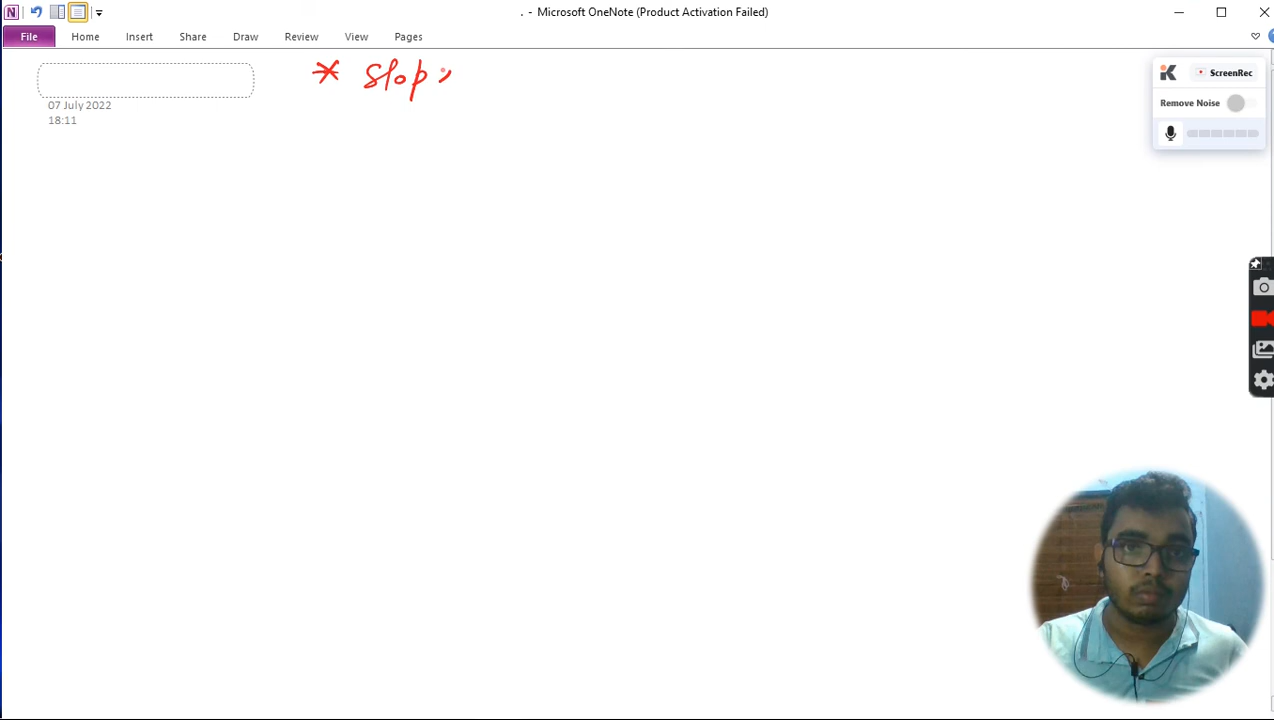 . - Microsoft OneNote (Product Activation Failed)
File Home Insert Share Draw Review View Pages
* Slop
ScreenRec
07 July 2022
Remove Noise
18:11